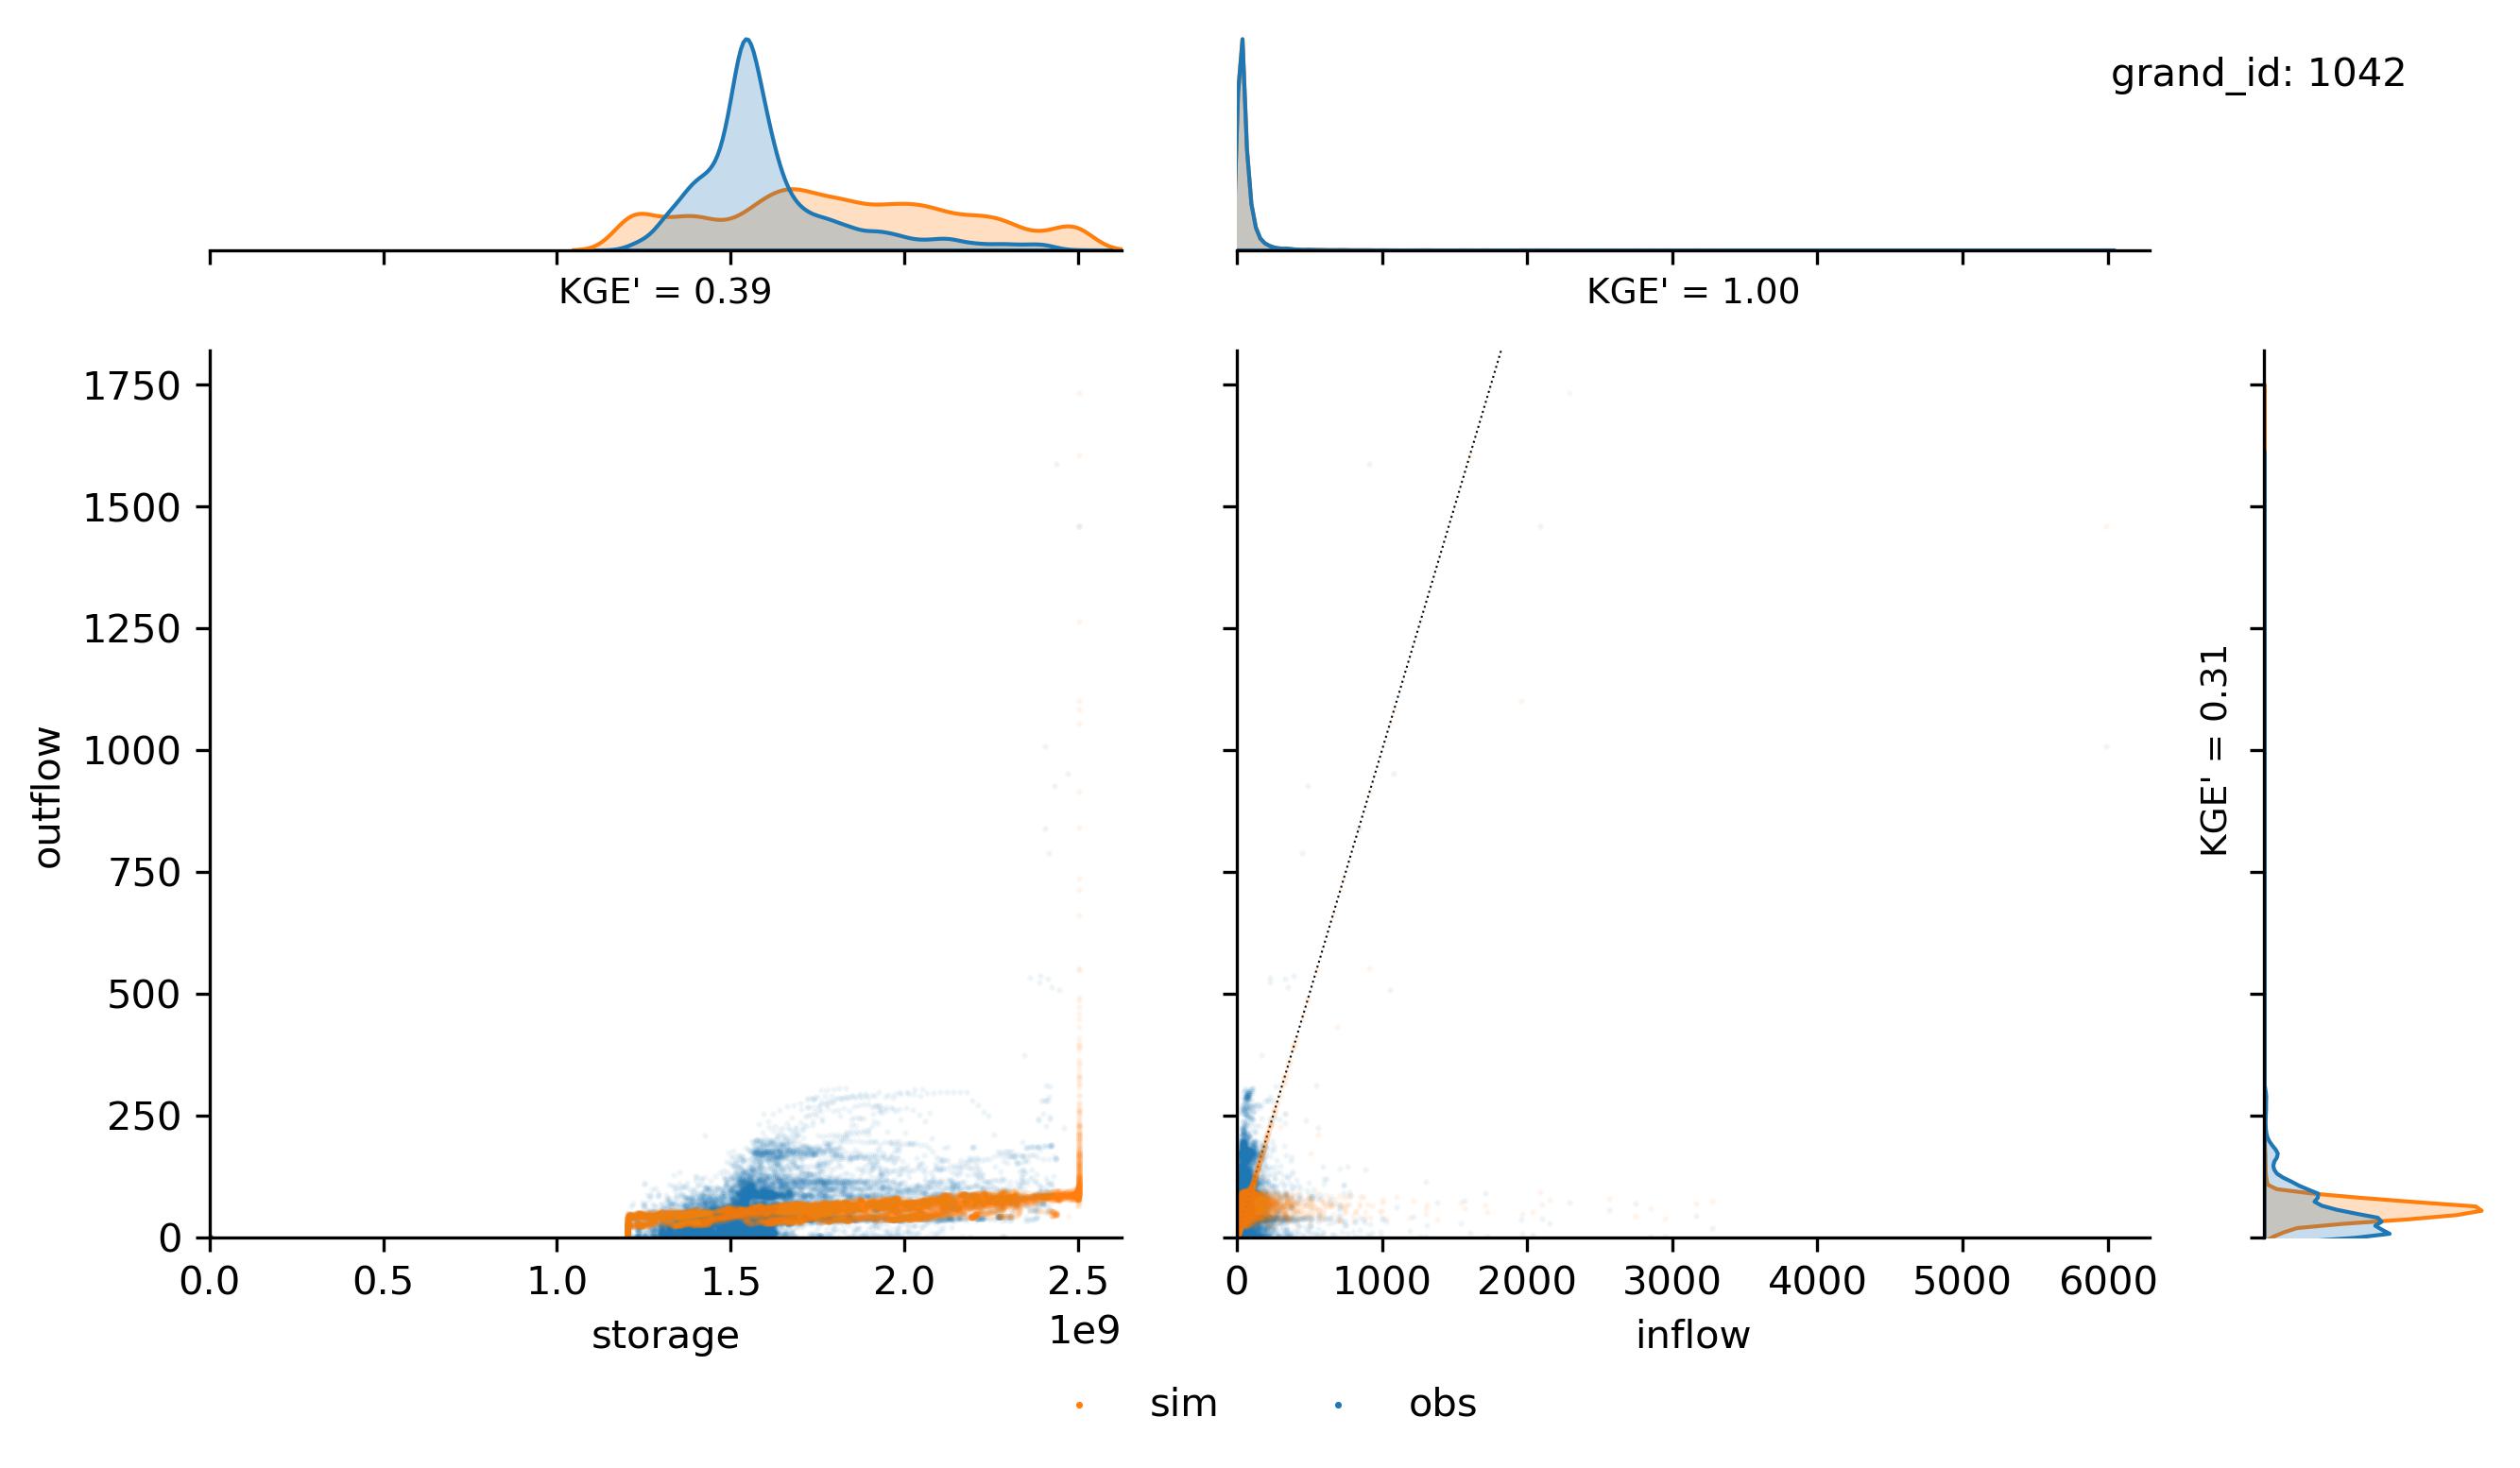 grand_id: 1042
KGE' = 0.39
KGE' = 1.00
1750
1500
1250
1000
750
500
250
0
outflow
KGE' = 0.31
0.0 0.5 1.0 1.5 2.0 2.5
1e9
storage
0 1000 2000 3000 4000 5000 6000
inflow
sim obs